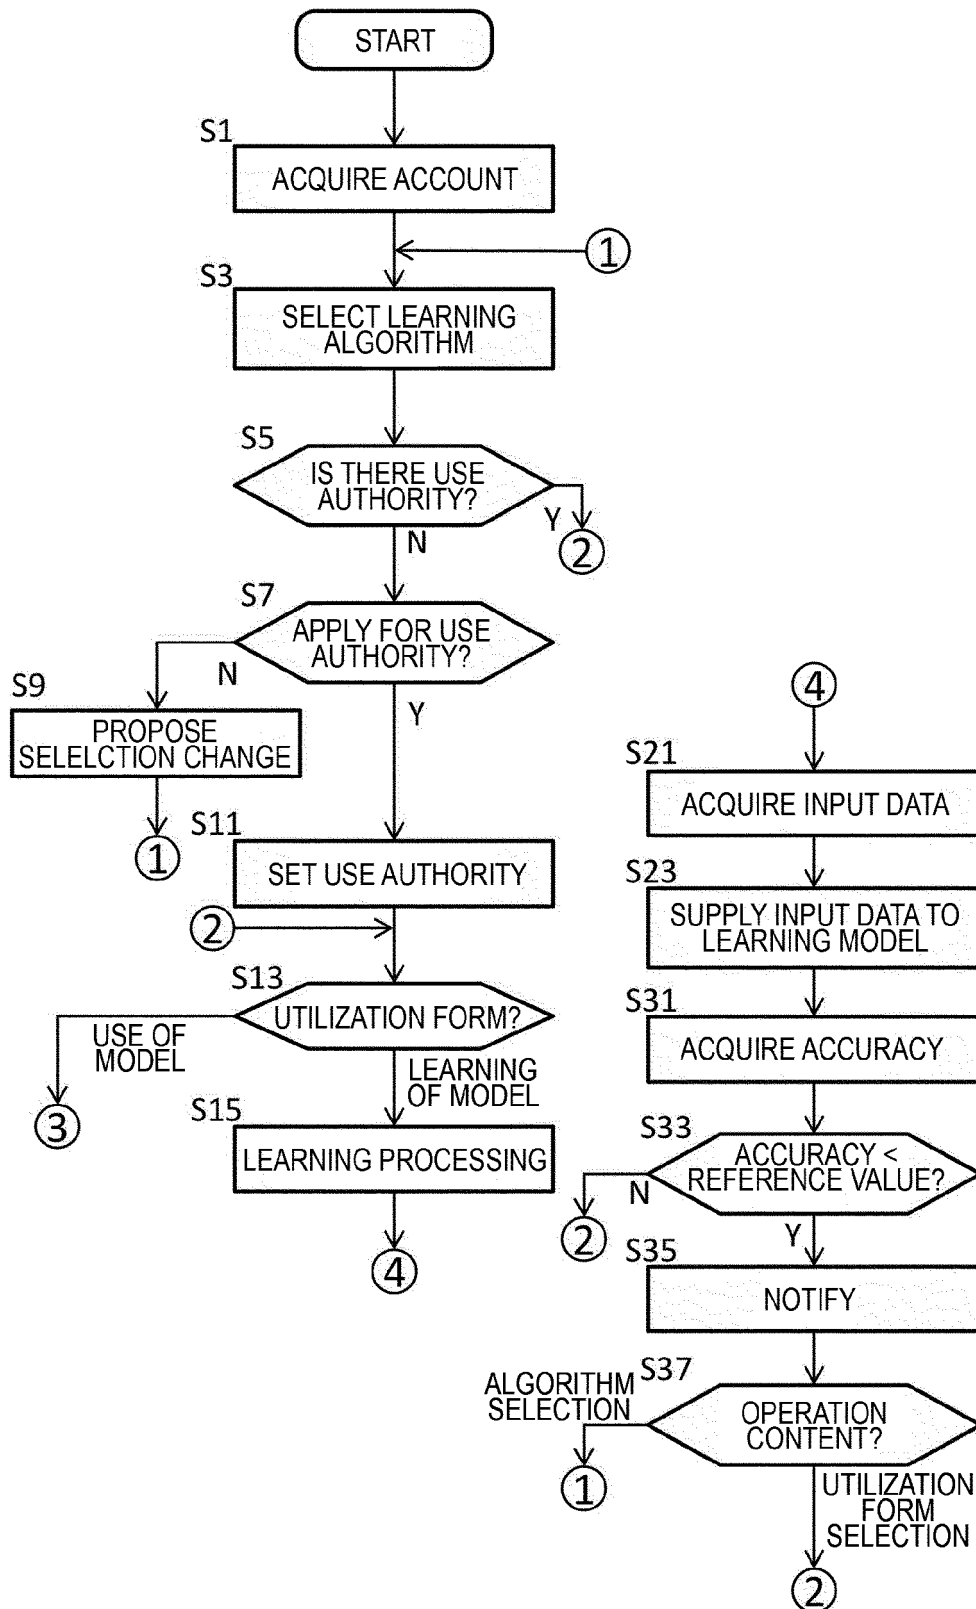 START
S1
ACQUIRE ACCOUNT
1
S3
SELECT LEARNING
ALGORITHM
S5
IS THERE USE
AUTHORITY?
Y
2
N
S7
APPLY FOR USE
AUTHORITY?
N
Y
S9
PROPOSE
SELELCTION CHANGE
1
S11
SET USE AUTHORITY
2
S13
UTILIZATION FORM?
USE OF
MODEL
3
LEARNING
OF MODEL
S15
LEARNING PROCESSING
4
4
S21
ACQUIRE INPUT DATA
S23
SUPPLY INPUT DATA TO
LEARNING MODEL
S31
ACQUIRE ACCURACY
S33
ACCURACY <
REFERENCE VALUE?
N
2
Y
S35
NOTIFY
S37
OPERATION
CONTENT?
ALGORITHM
SELECTION
1
UTILIZATION
FORM
SELECTION
2